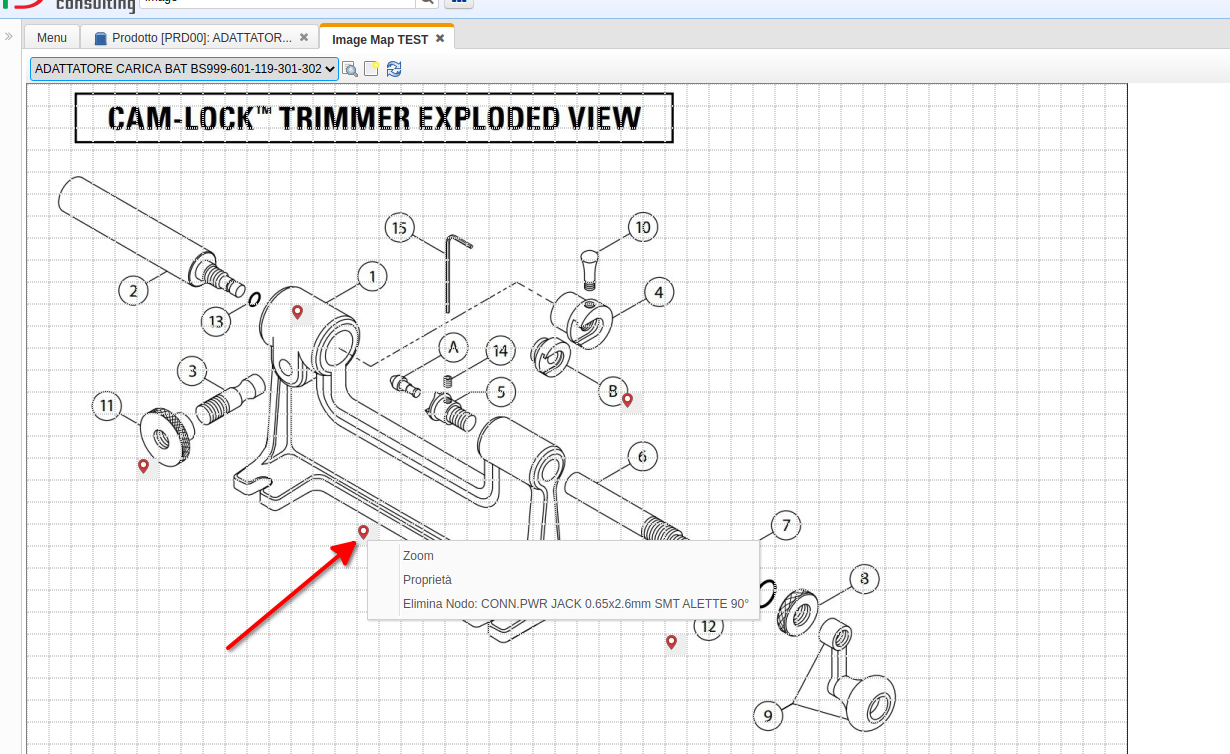 consulting
Menu
Prodotto [PRD00]: ADATTATOR...
Image Map TEST
ADATTATORE CARICA BAT BS999-601-119-301-302
CAM-LOCK™ TRIMMER EXPLODED VIEW
15
10
1
2
4
13
A
14
3
5
B
11
6
7
8
Zoom
Proprietà
Elimina Nodo: CONN.PWR JACK 0.65x2.6mm SMT ALETTE 90°
12
9